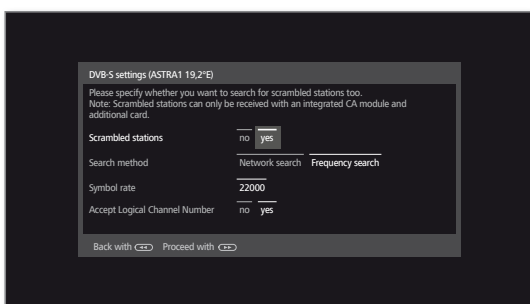 DVB-S settings (ASTRA1 19,2°E)
Please specify whether you want to search for scrambled stations too.
Note: Scrambled stations can only be received with an integrated CA module and
additional card.
Scrambled stations no yes
Search method Network search Frequency search
Symbol rate 22000
Accept Logical Channel Number no yes
Back with Proceed with